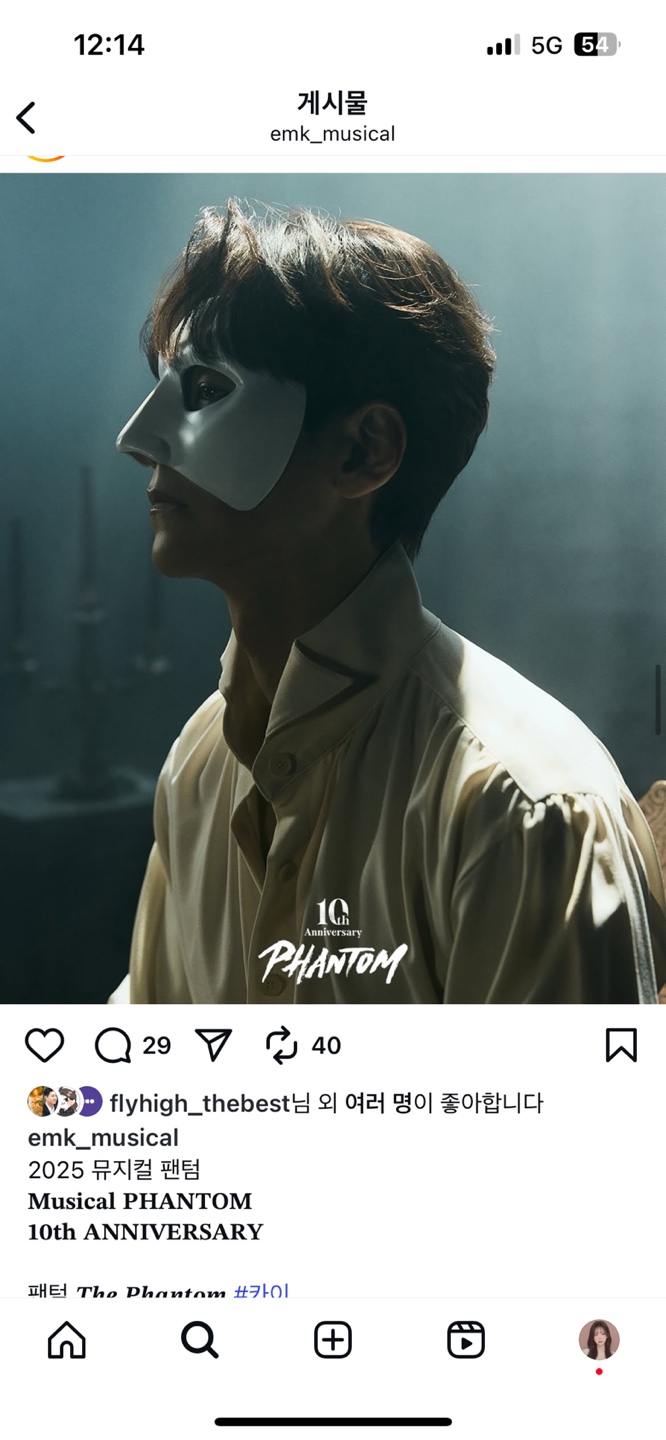 12:14
5G
54
게시물
emk_musical
10th
Anniversary
PHANTOM
29
40
flyhigh_thebest님 외 여러 명이 좋아합니다
emk_musical
2025 뮤지컬 팬텀
Musical PHANTOM
10th ANNIVERSARY
팬텀 The Phantom #카이